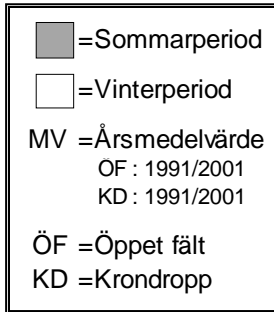 =Sommarperiod
=Vinterperiod
MV =Årsmedelvärde
ÖF : 1991/2001
KD : 1991/2001
ÖF =Öppet fält
KD =Krondropp